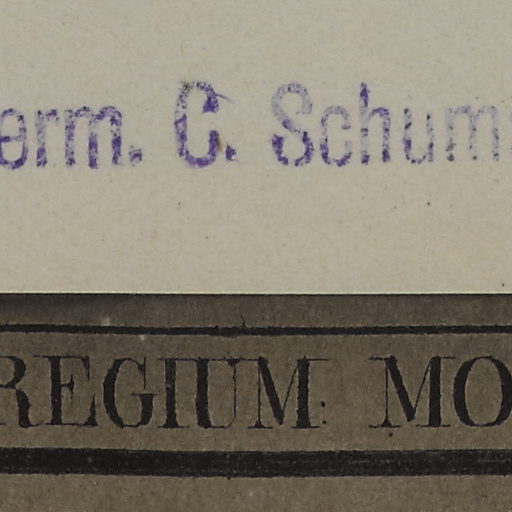 erm. C. Schum
REGIUM: MO